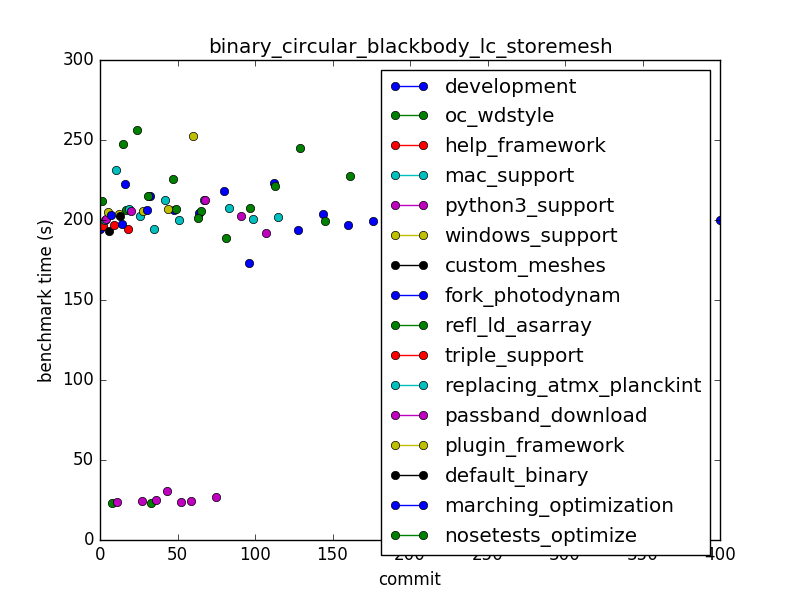 binary_circular_blackbody_lc_storemesh
300
250
200
150
100
50
0
benchmark time (s)
development
oc_wdstyle
help_framework
mac_support
python3_support
windows_support
custom_meshes
fork_photodynam
refl_ld_asarray
triple_support
replacing_atmx_planckint
passband_download
plugin_framework
default_binary
marching_optimization
nosetests_optimize
0 50 100 150 400
commit